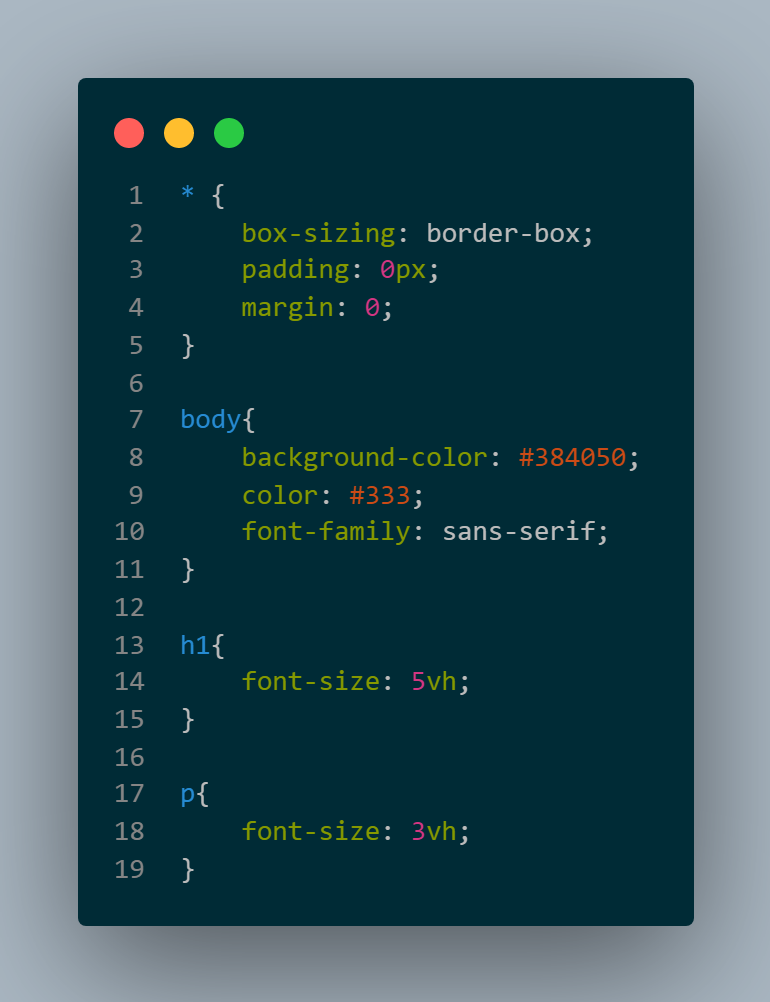 1 * {
2     box-sizing: border-box;
3     padding: 0px;
4     margin: 0;
5 }
6
7 body{
8     background-color: #384050;
9     color: #333;
10     font-family: sans-serif;
11 }
12
13 h1{
14     font-size: 5vh;
15 }
16
17 p{
18     font-size: 3vh;
19 }